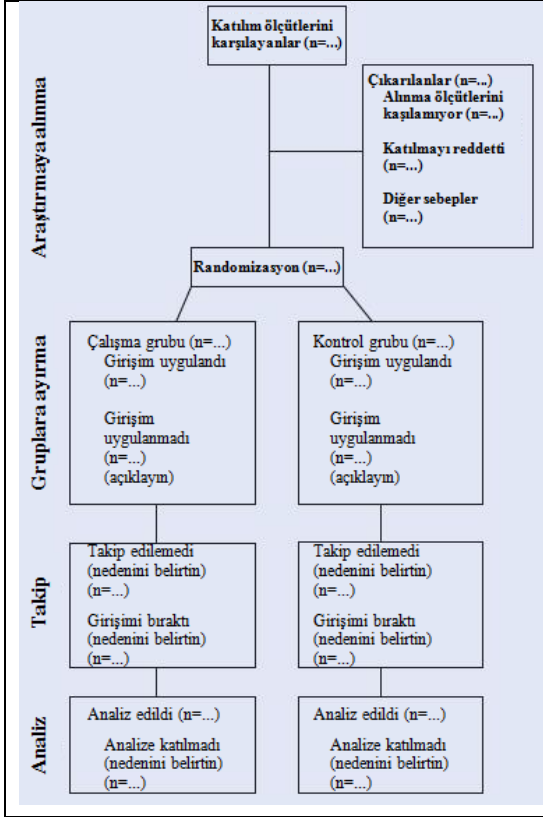 Katılım ölçütlerini
karşılayanlar (n=...)
Araştırmaya alınma
Çıkarılanlar (n=...)
Alınma ölçütlerini
kaşılamıyor (n=...)
Katılmayı reddetti
(n=...)
Diğer sebepler
(n=...)
Randomizasyon (n=...)
Gruplara ayırma
Çalışma grubu (n=...)
Girişim uygulandı
(n=...)
Girişim
uygulanmadı
(n=...)
(açıklayın)
Kontrol grubu (n=...)
Girişim uygulandı
(n=...)
Girişim
uygulanmadı
(n=...)
(açıklayın)
Takip
Takip edilemedi
(nedenini belirtin)
(n=...)
Girişimi bıraktı
(nedenini belirtin)
(n=...)
Takip edilemedi
(nedenini belirtin)
(n=...)
Girişimi bıraktı
(nedenini belirtin)
(n=...)
Analiz
Analiz edildi (n=...)
Analize katılmadı
(nedenini belirtin)
(n=...)
Analiz edildi (n=...)
Analize katılmadı
(nedenini belirtin)
(n=...)